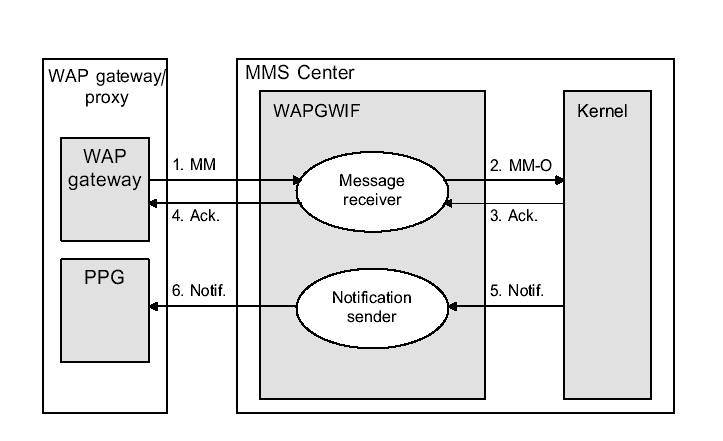 WAP gateway/
proxy
MMS Center
WAPGWIF
Kernel
WAP
gateway
1. MM
Message
receiver
2. MM-O
4. Ack.
3. Ack.
PPG
6. Notif.
Notification
sender
5. Notif.